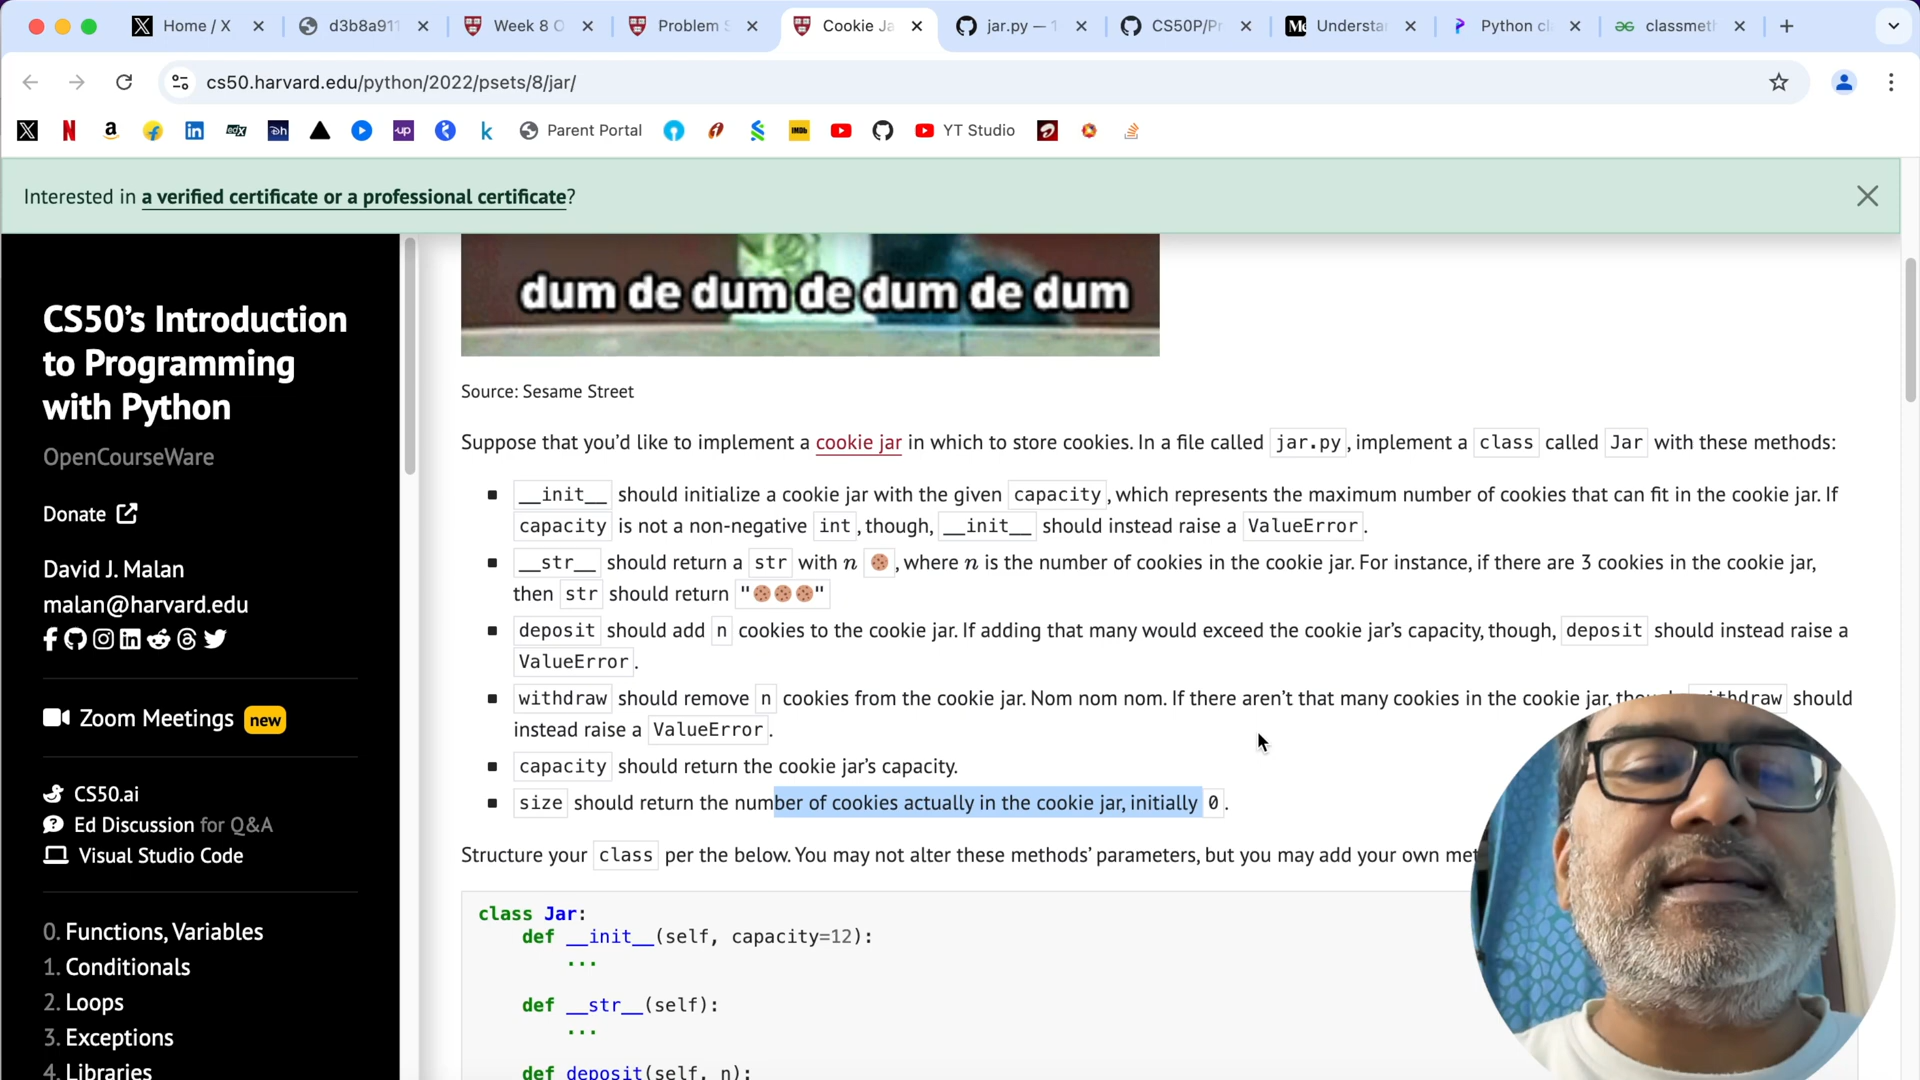 Home / X
d3b8a911
Week 8 O
Problem S
Cookie Ja
jar.py — 1
CS50P/Pr
Understa
Python cl
classmeth
cs50.harvard.edu/python/2022/psets/8/jar/
Parent Portal
YT Studio
Interested in a verified certificate or a professional certificate?
CS50's Introduction
to Programming
with Python
OpenCourseWare
Donate
David J. Malan
malan@harvard.edu
Zoom Meetings new
CS50.ai
Ed Discussion for Q&A
Visual Studio Code
0. Functions, Variables
1. Conditionals
2. Loops
3. Exceptions
4. Libraries
dum de dum de dum de dum
Source: Sesame Street
Suppose that you'd like to implement a cookie jar in which to store cookies. In a file called jar.py, implement a class called Jar with these methods:
__init__ should initialize a cookie jar with the given capacity, which represents the maximum number of cookies that can fit in the cookie jar. If
capacity is not a non-negative int, though, __init__ should instead raise a ValueError.
__str__ should return a str with n 🍪, where n is the number of cookies in the cookie jar. For instance, if there are 3 cookies in the cookie jar,
then str should return "🍪🍪🍪"
deposit should add n cookies to the cookie jar. If adding that many would exceed the cookie jar's capacity, though, deposit should instead raise a
ValueError.
withdraw should remove n cookies from the cookie jar. Nom nom nom. If there aren't that many cookies in the cookie jar, though, withdraw should
instead raise a ValueError.
capacity should return the cookie jar's capacity.
size should return the number of cookies actually in the cookie jar, initially 0.
Structure your class per the below. You may not alter these methods' parameters, but you may add your own met
class Jar:
def __init__(self, capacity=12):
...
def __str__(self):
...
def deposit(self, n):